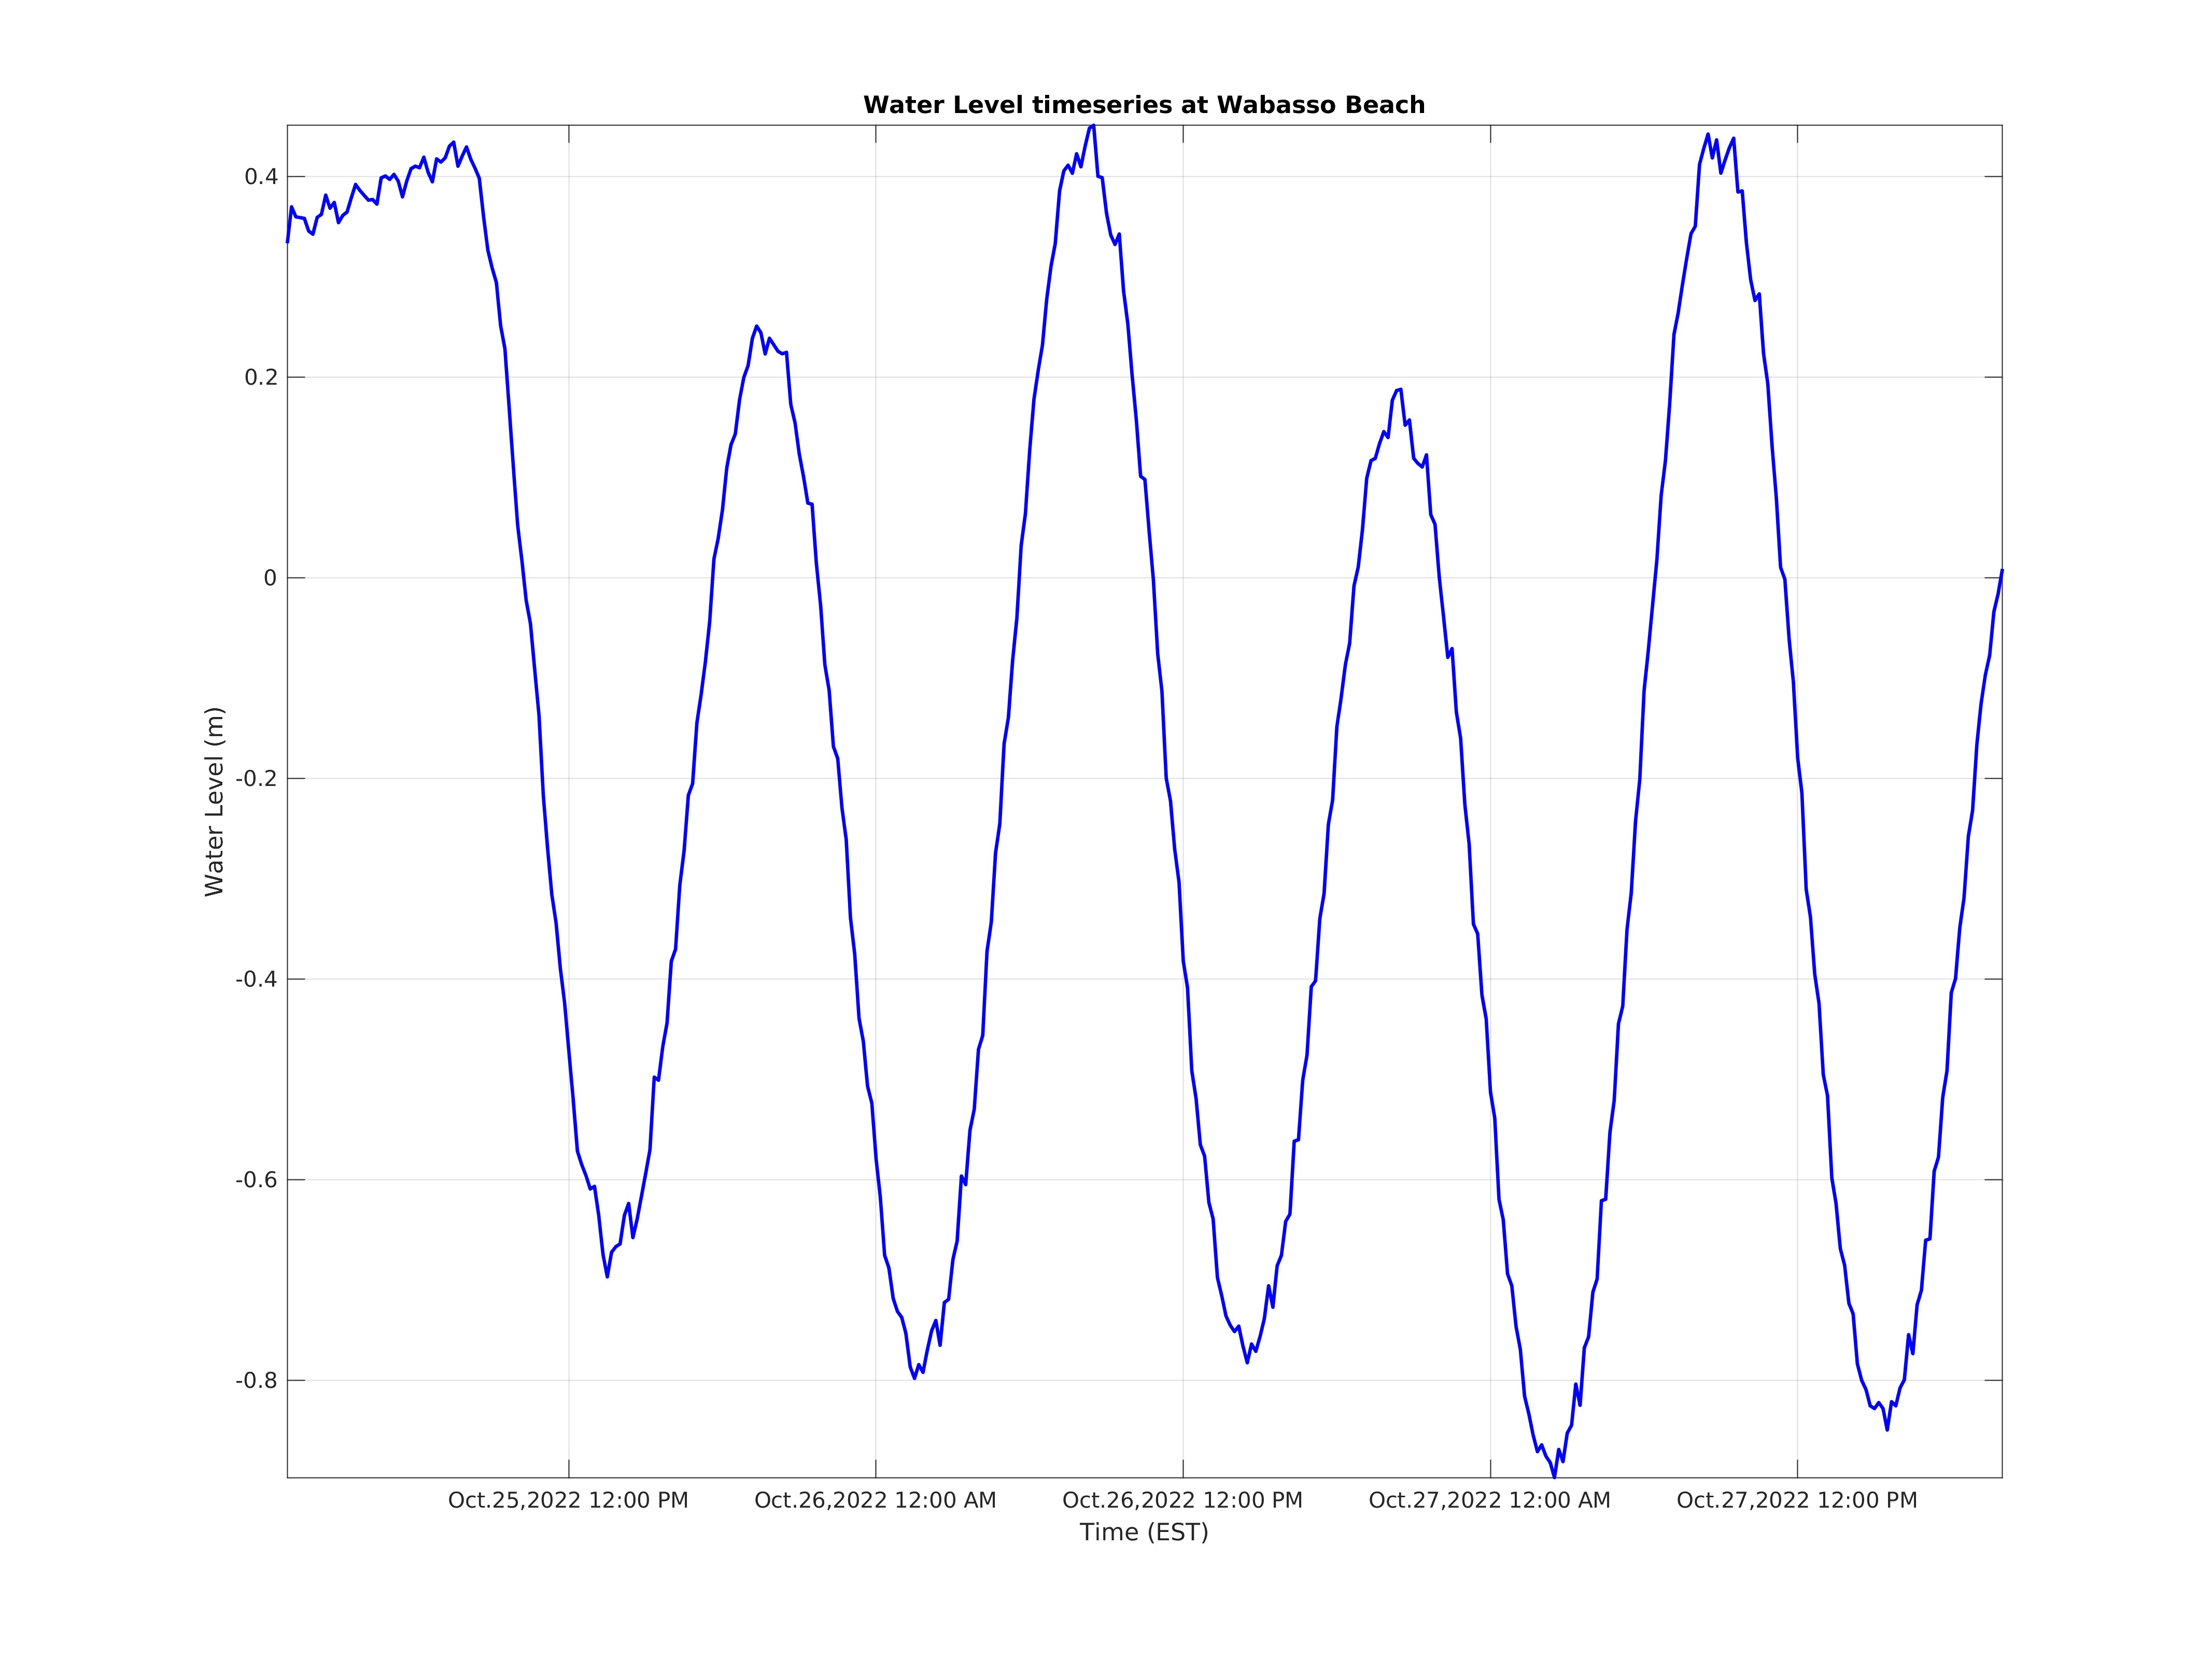 Water Level timeseries at Wabasso Beach
0.4
0.2
0
-0.2
-0.4
-0.6
-0.8
Water Level (m)
Oct.25,2022 12:00 PM
Oct.26,2022 12:00 AM
Oct.26,2022 12:00 PM
Oct.27,2022 12:00 AM
Oct.27,2022 12:00 PM
Time (EST)